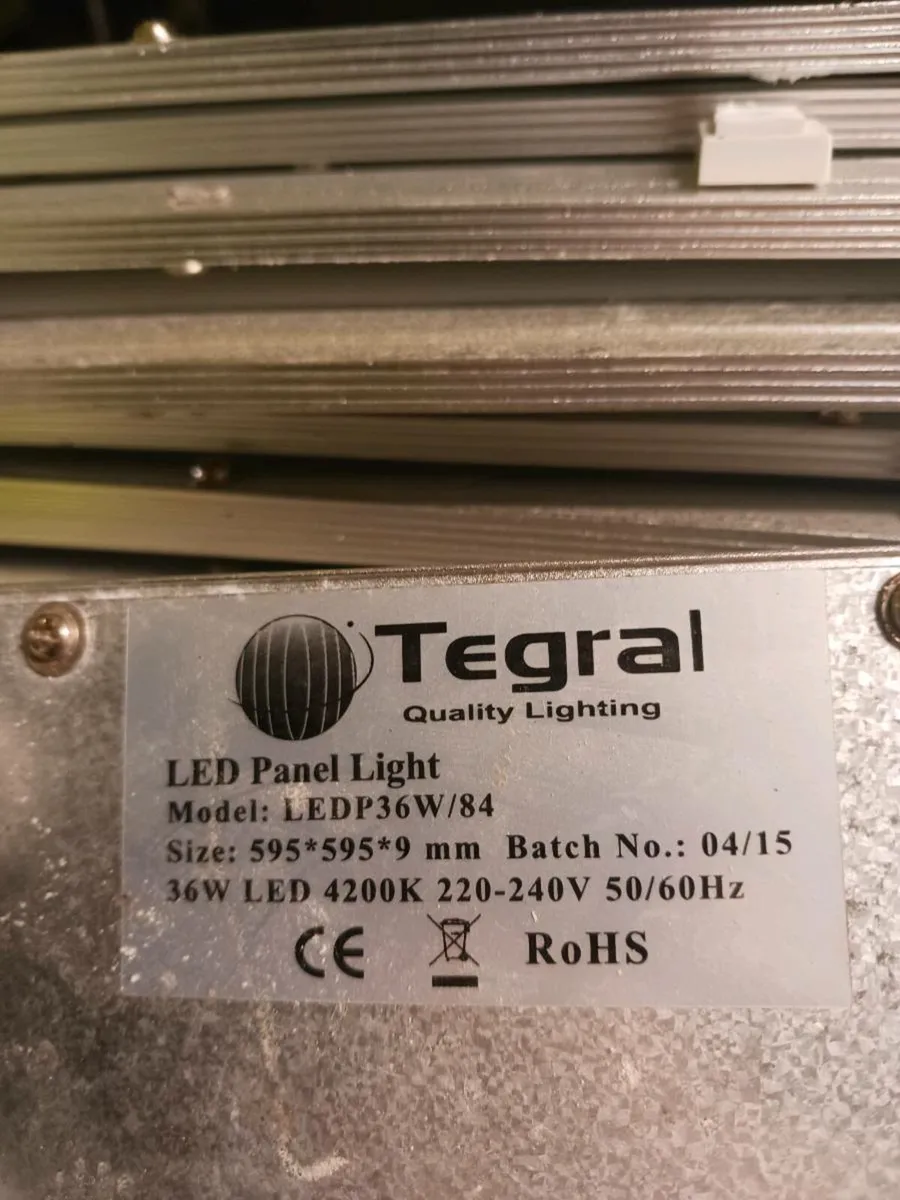 Tegral
Quality Lighting
LED Panel Light
Model: LEDP36W/84
Size: 595*595*9 mm Batch No.: 04/15
36W LED 4200K 220-240V 50/60Hz
CE RoHS